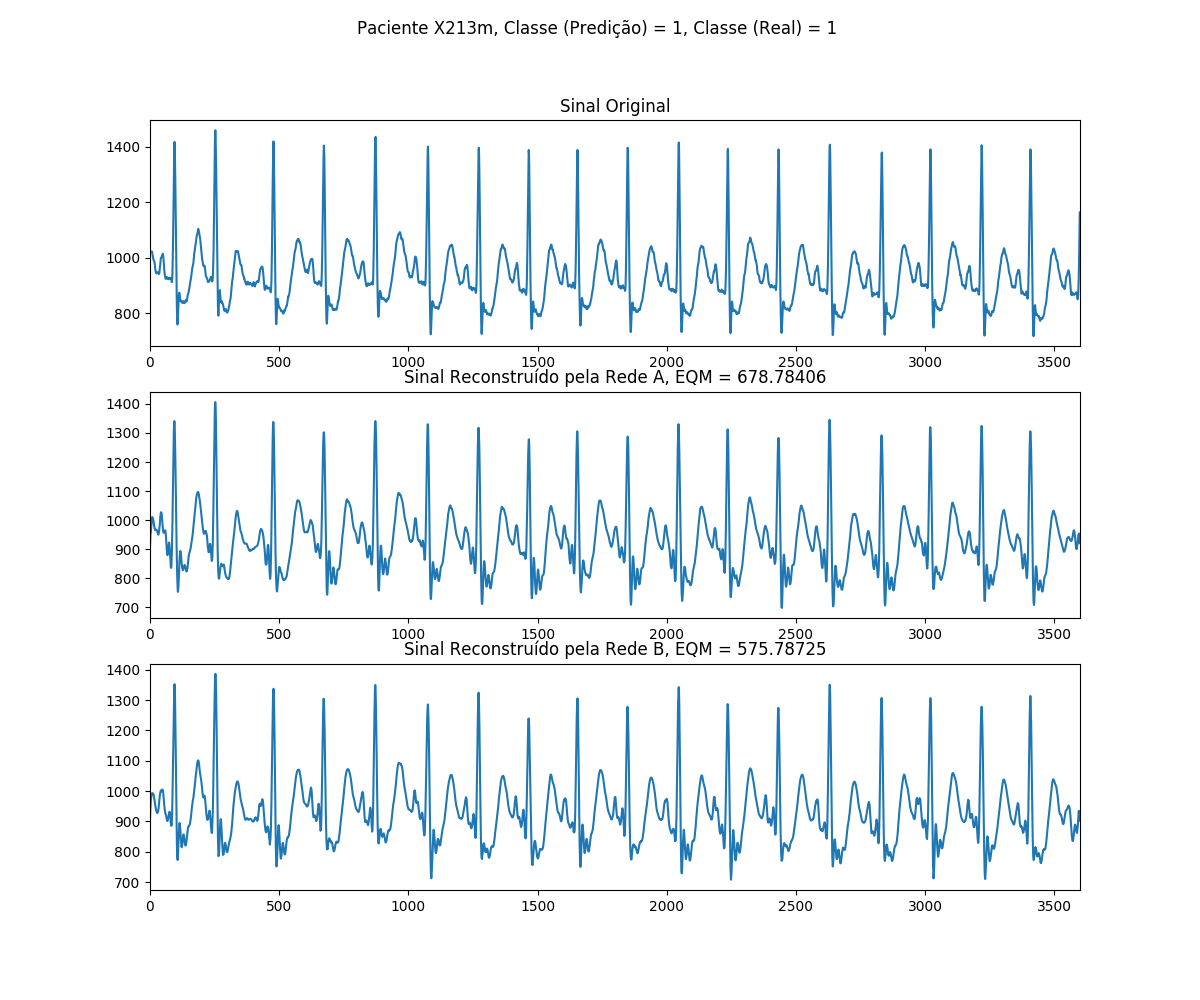 Paciente X213m, Classe (Predição) = 1, Classe (Real) = 1
Sinal Original
1400
1200
1000
800
0 500 1000 1500 2000 2500 3000 3500
Sinal Reconstruído pela Rede A, EQM = 678.78406
1400
1300
1200
1100
1000
900
800
700
0 500 1000 1500 2000 2500 3000 3500
Sinal Reconstruído pela Rede B, EQM = 575.78725
1400
1300
1200
1100
1000
900
800
700
0 500 1000 1500 2000 2500 3000 3500